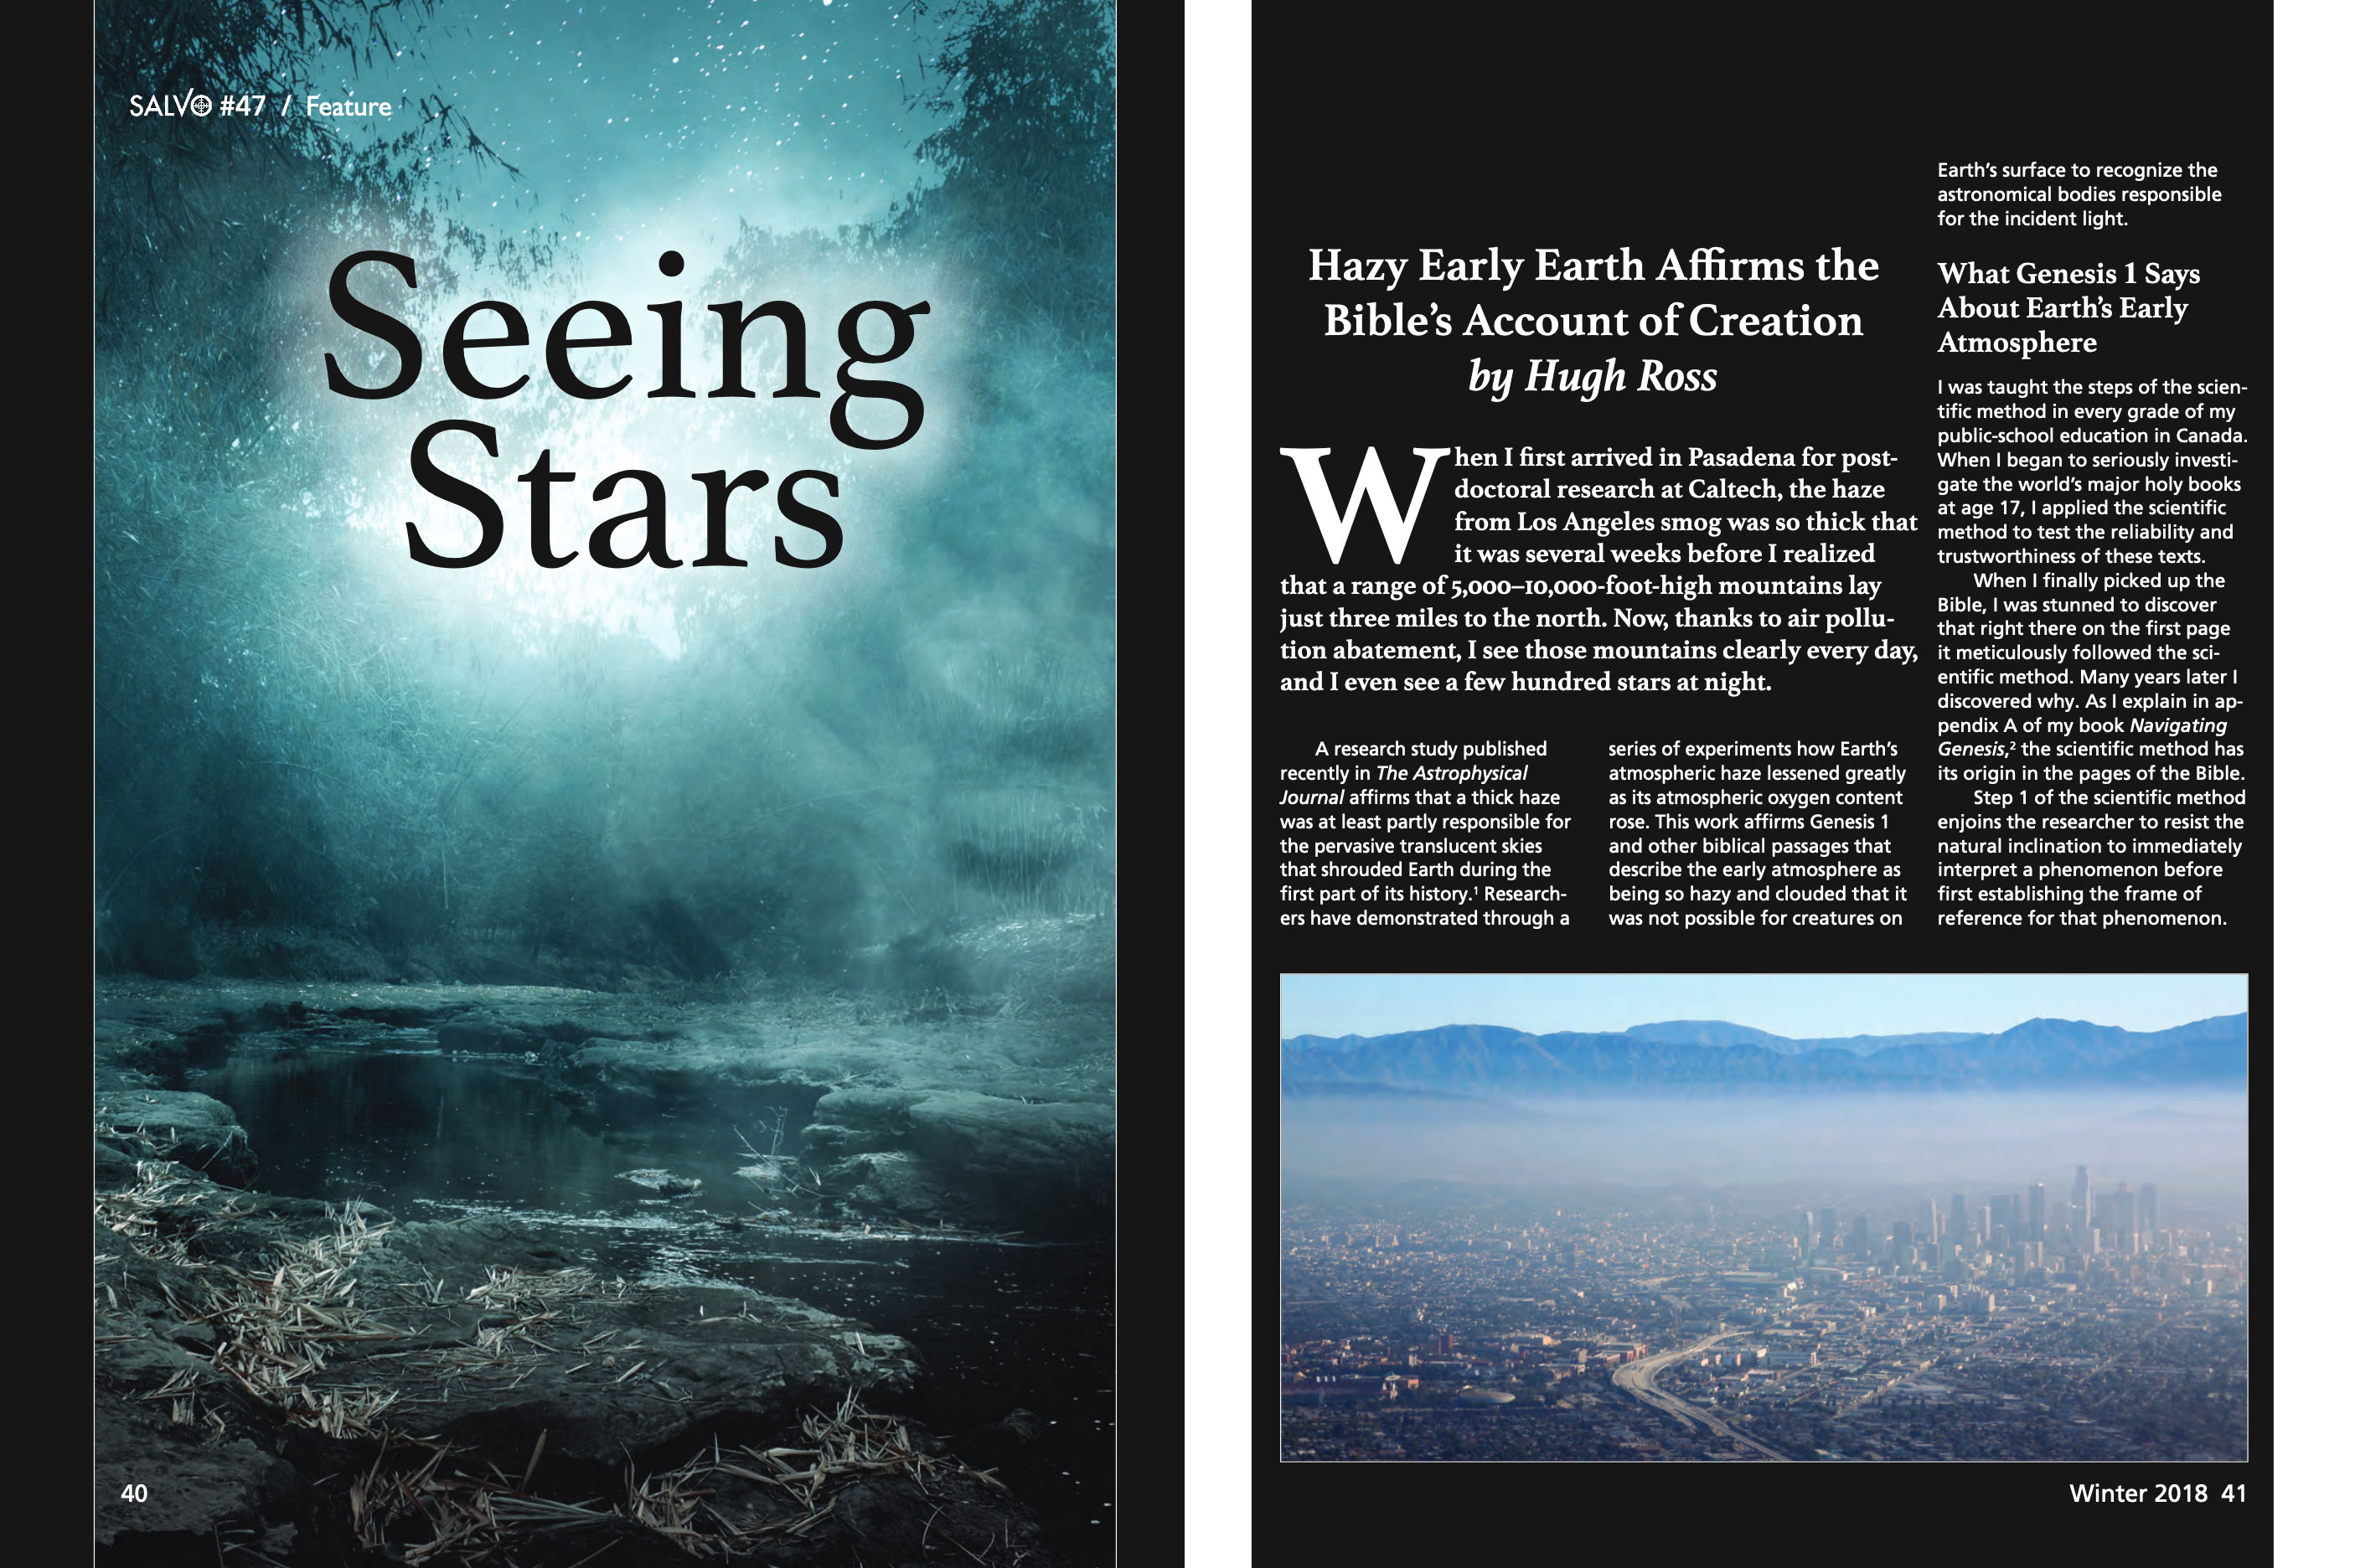 SALVO #47 / Feature
Seeing
Stars
40
Hazy Early Earth Affirms the
Bible’s Account of Creation
by Hugh Ross
When I first arrived in Pasadena for post-
doctoral research at Caltech, the haze
from Los Angeles smog was so thick that
it was several weeks before I realized
that a range of 5,000–10,000-foot-high mountains lay
just three miles to the north. Now, thanks to air pollu-
tion abatement, I see those mountains clearly every day,
and I even see a few hundred stars at night.
A research study published
recently in The Astrophysical
Journal affirms that a thick haze
was at least partly responsible for
the pervasive translucent skies
that shrouded Earth during the
first part of its history.¹ Research-
ers have demonstrated through a
series of experiments how Earth’s
atmospheric haze lessened greatly
as its atmospheric oxygen content
rose. This work affirms Genesis 1
and other biblical passages that
describe the early atmosphere as
being so hazy and clouded that it
was not possible for creatures on
Earth’s surface to recognize the
astronomical bodies responsible
for the incident light.
What Genesis 1 Says
About Earth’s Early
Atmosphere
I was taught the steps of the scien-
tific method in every grade of my
public-school education in Canada.
When I began to seriously investi-
gate the world’s major holy books
at age 17, I applied the scientific
method to test the reliability and
trustworthiness of these texts.
When I finally picked up the
Bible, I was stunned to discover
that right there on the first page
it meticulously followed the sci-
entific method. Many years later I
discovered why. As I explain in ap-
pendix A of my book Navigating
Genesis,² the scientific method has
its origin in the pages of the Bible.
Step 1 of the scientific method
enjoins the researcher to resist the
natural inclination to immediately
interpret a phenomenon before
first establishing the frame of
reference for that phenomenon.
Winter 2018 41